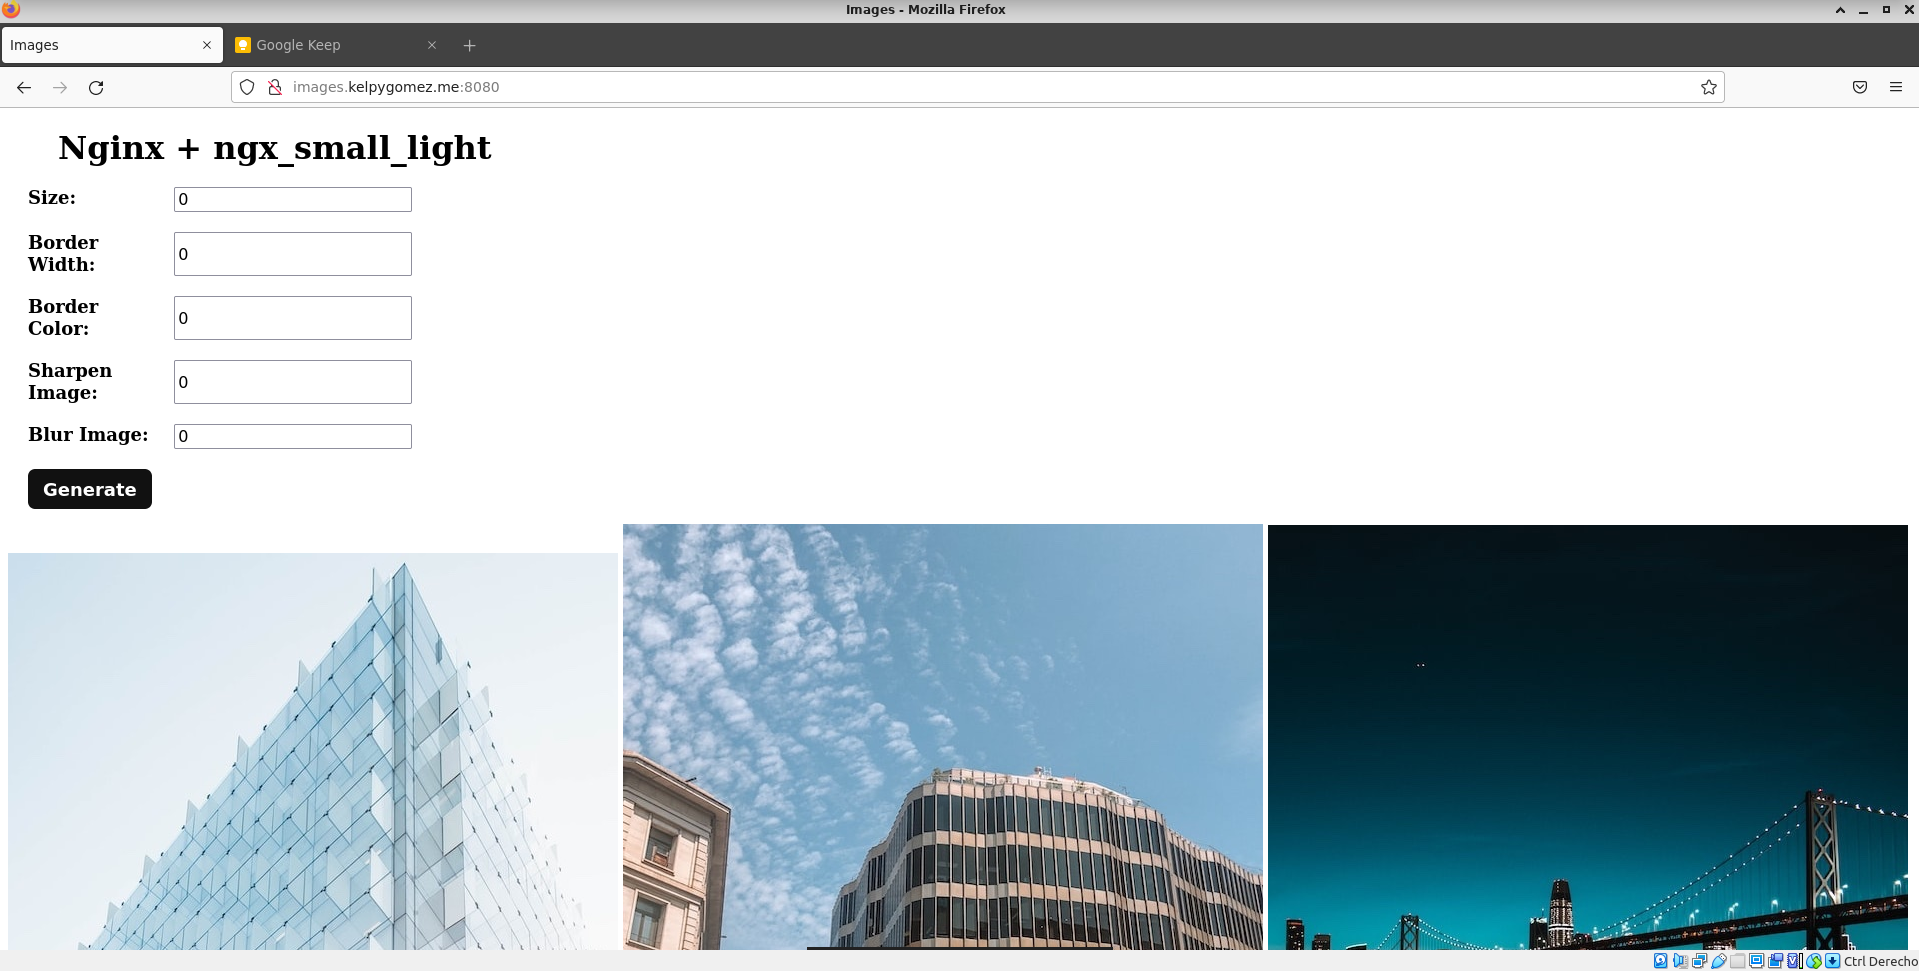 Images - Mozilla Firefox
Images
Google Keep
images.kelpygomez.me:8080
Nginx + ngx_small_light
Size:
0
Border
Width:
0
Border
Color:
0
Sharpen
Image:
0
Blur Image:
0
Generate
Ctrl Derecho